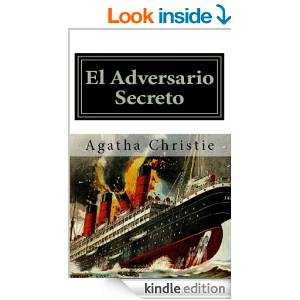 Look inside
El Adversario
Secreto
Agatha Christie
kindle edition